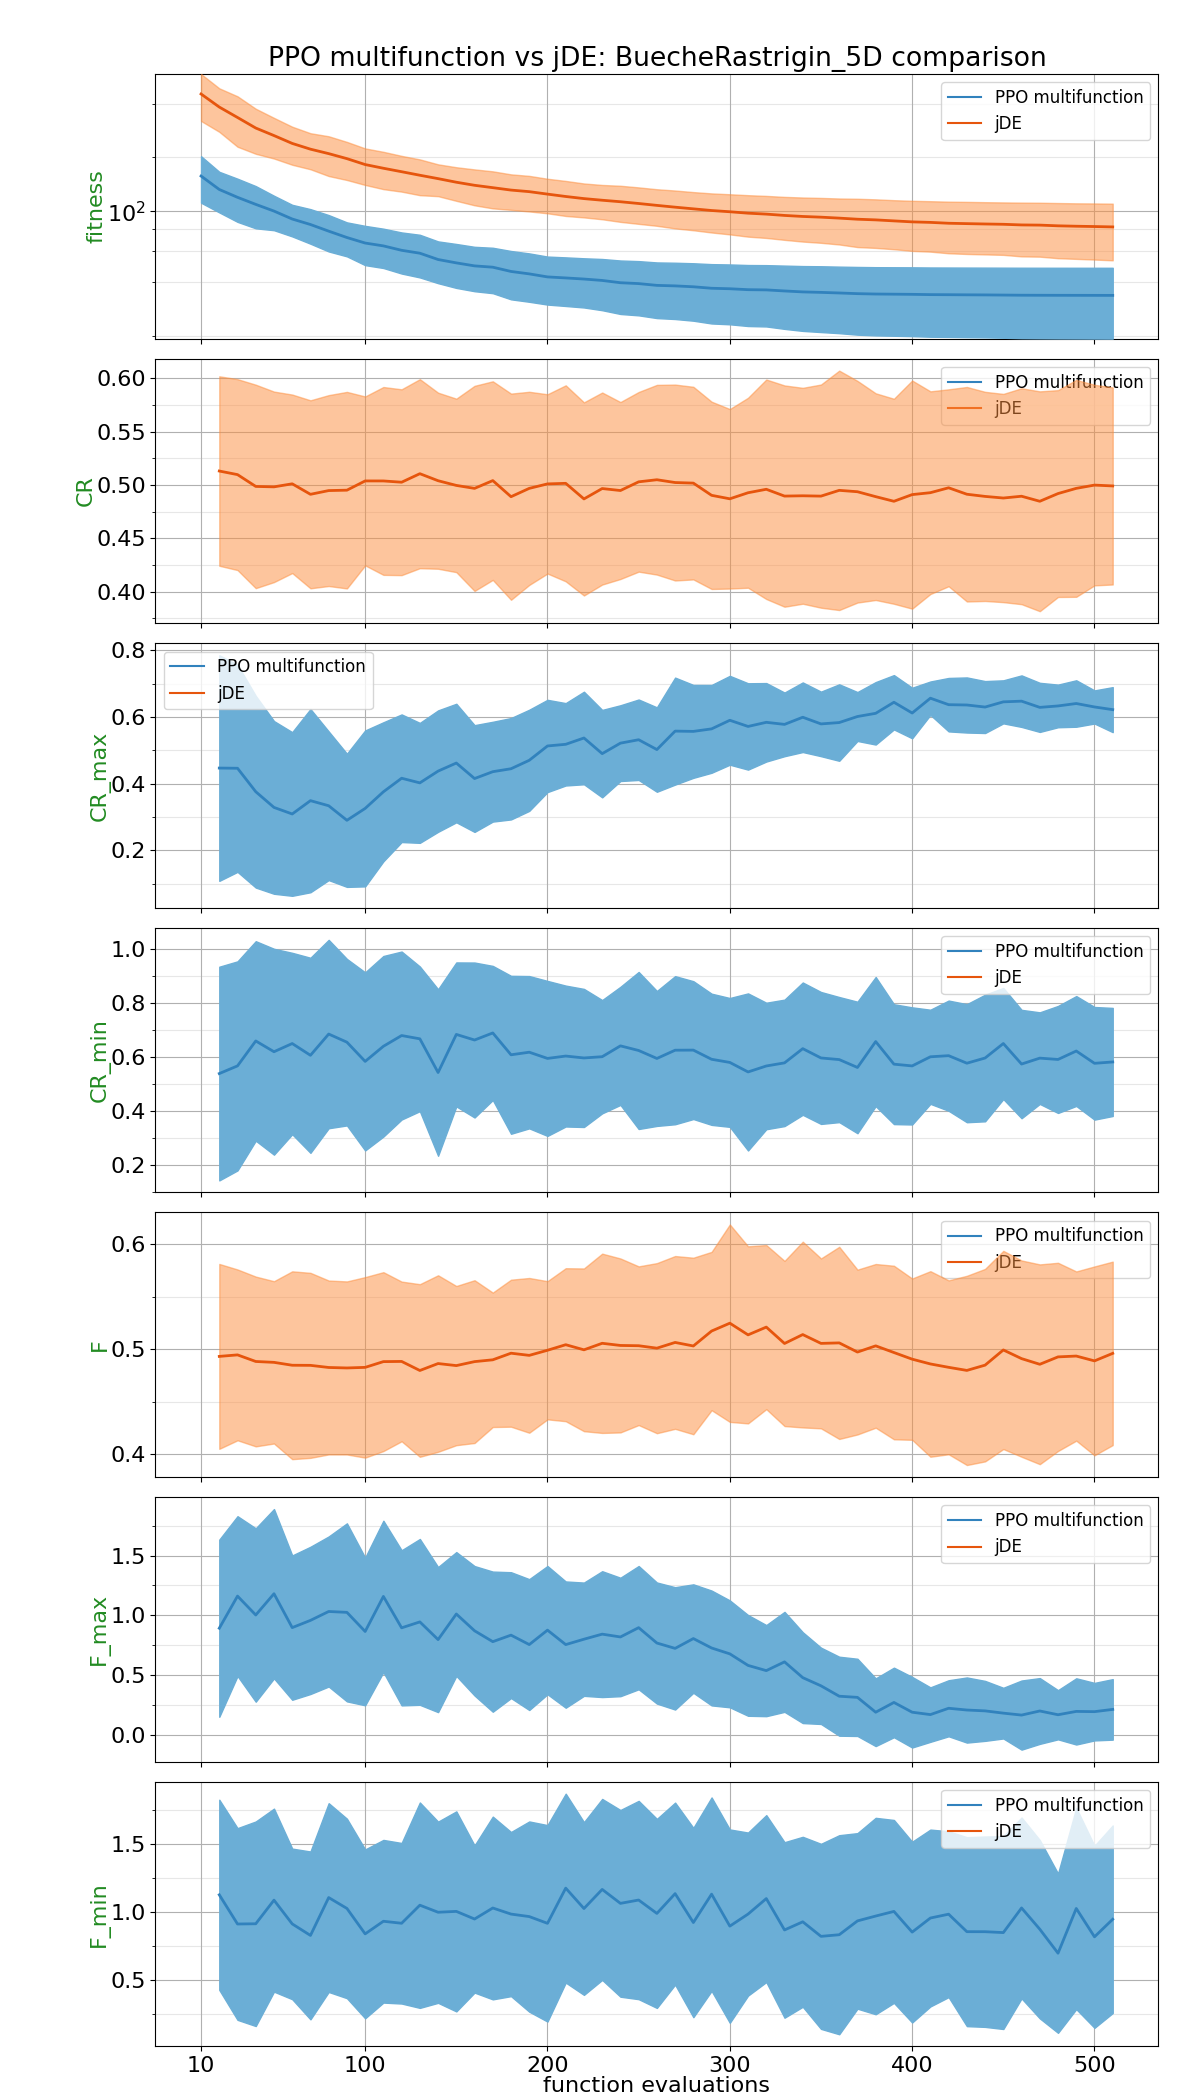 PPO multifunction vs jDE: BuecheRastrigin_5D comparison
fitness
10²
PPO multifunction
jDE
CR
0.60
0.55
0.50
0.45
0.40
PPO multifunction
jDE
CR_max
0.8
0.6
0.4
0.2
PPO multifunction
jDE
CR_min
1.0
0.8
0.6
0.4
0.2
PPO multifunction
jDE
F
0.6
0.5
0.4
PPO multifunction
jDE
F_max
1.5
1.0
0.5
0.0
PPO multifunction
jDE
F_min
1.5
1.0
0.5
PPO multifunction
jDE
10 100 200 300 400 500
function evaluations